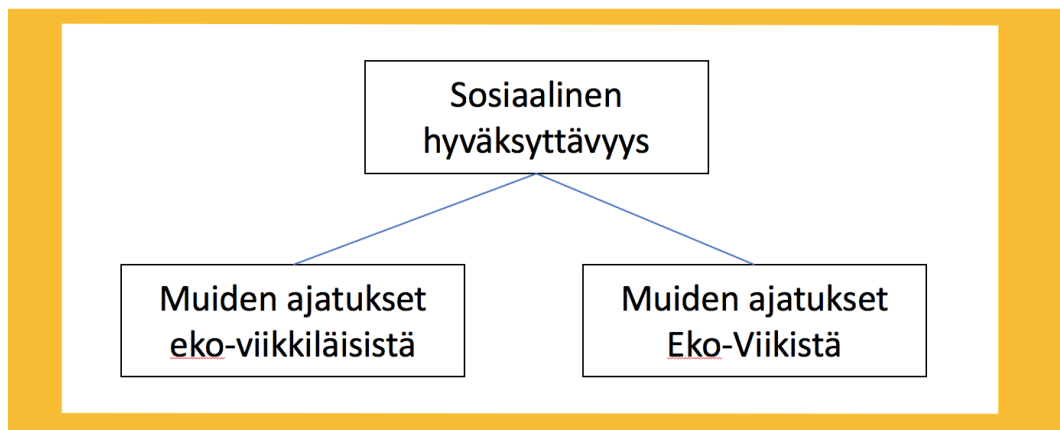 Sosiaalinen
hyväksyttävyys
Muiden ajatukset
eko-viikkiläisistä
Muiden ajatukset
Eko-Viikistä